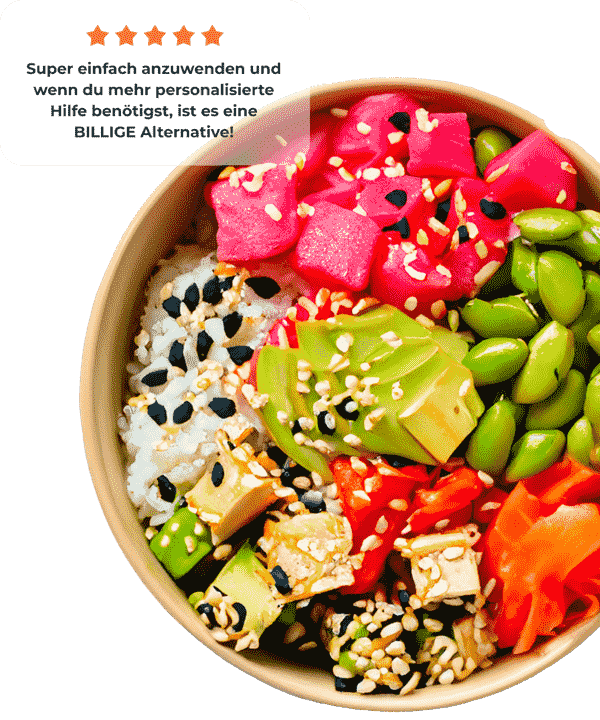 Super einfach anzuwenden und
wenn du mehr personalisierte
Hilfe benötigst, ist es eine
BILLIGE Alternative!